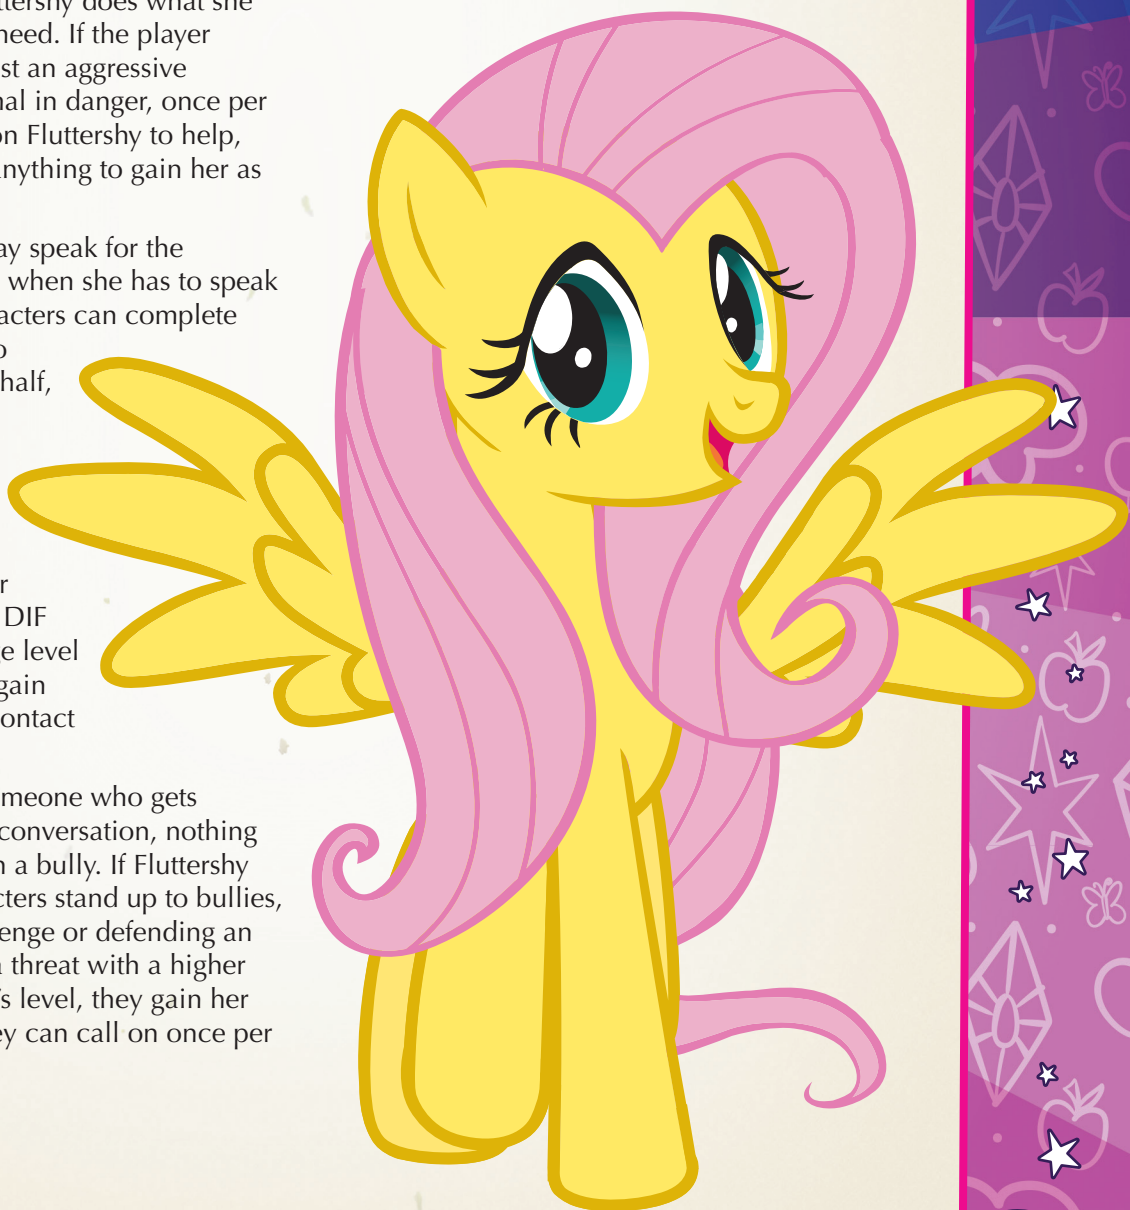 ttershy does what she
need. If the player
st an aggressive
nal in danger, once per
on Fluttershy to help,
anything to gain her as
ay speak for the
when she has to speak
acters can complete
o
half,
r
DIF
ge level
gain
ontact
meone who gets
conversation, nothing
n a bully. If Fluttershy
cters stand up to bullies,
enge or defending an
a threat with a higher
's level, they gain her
ey can call on once per